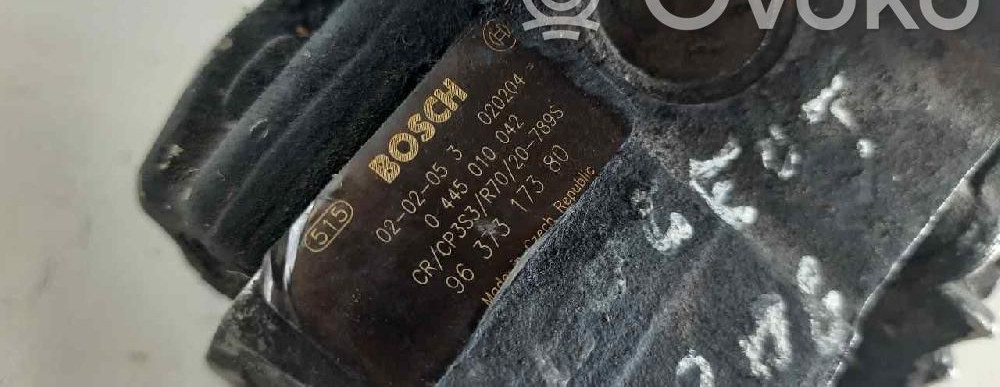 OVOKO
BOSCH
515
02-02-05 3 020204
0 445 010 042
CR/CP3S3/R70/20-789S
96 373 173 80
Made in Czech Republic